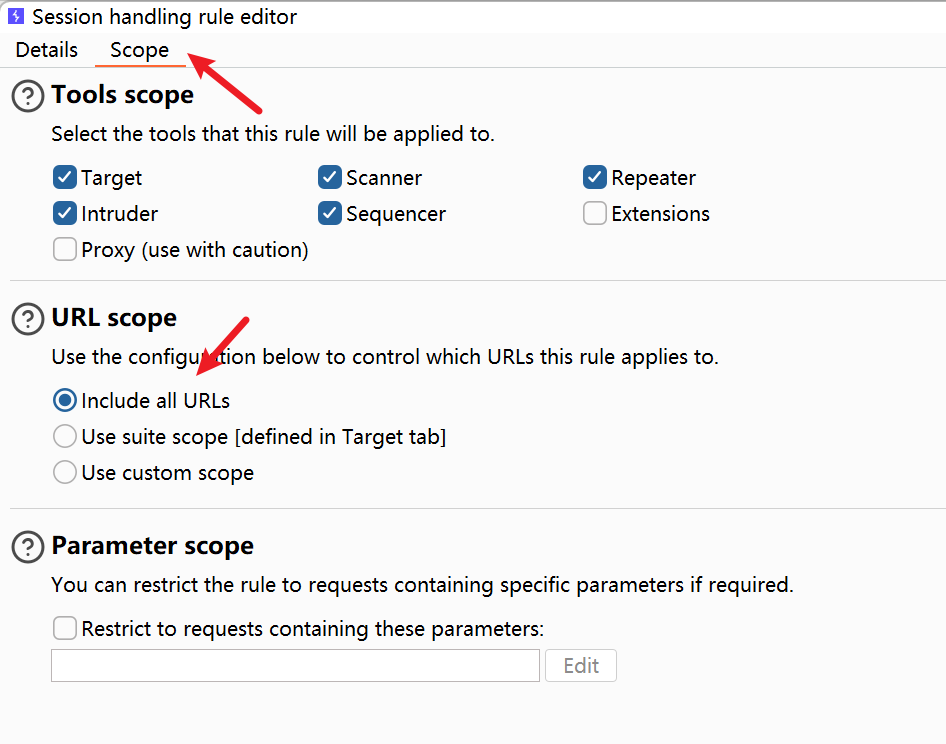 Session handling rule editor
Details Scope
Tools scope
Select the tools that this rule will be applied to.
Target Scanner Repeater
Intruder Sequencer Extensions
Proxy (use with caution)
URL scope
Use the configuration below to control which URLs this rule applies to.
Include all URLs
Use suite scope [defined in Target tab]
Use custom scope
Parameter scope
You can restrict the rule to requests containing specific parameters if required.
Restrict to requests containing these parameters:
Edit